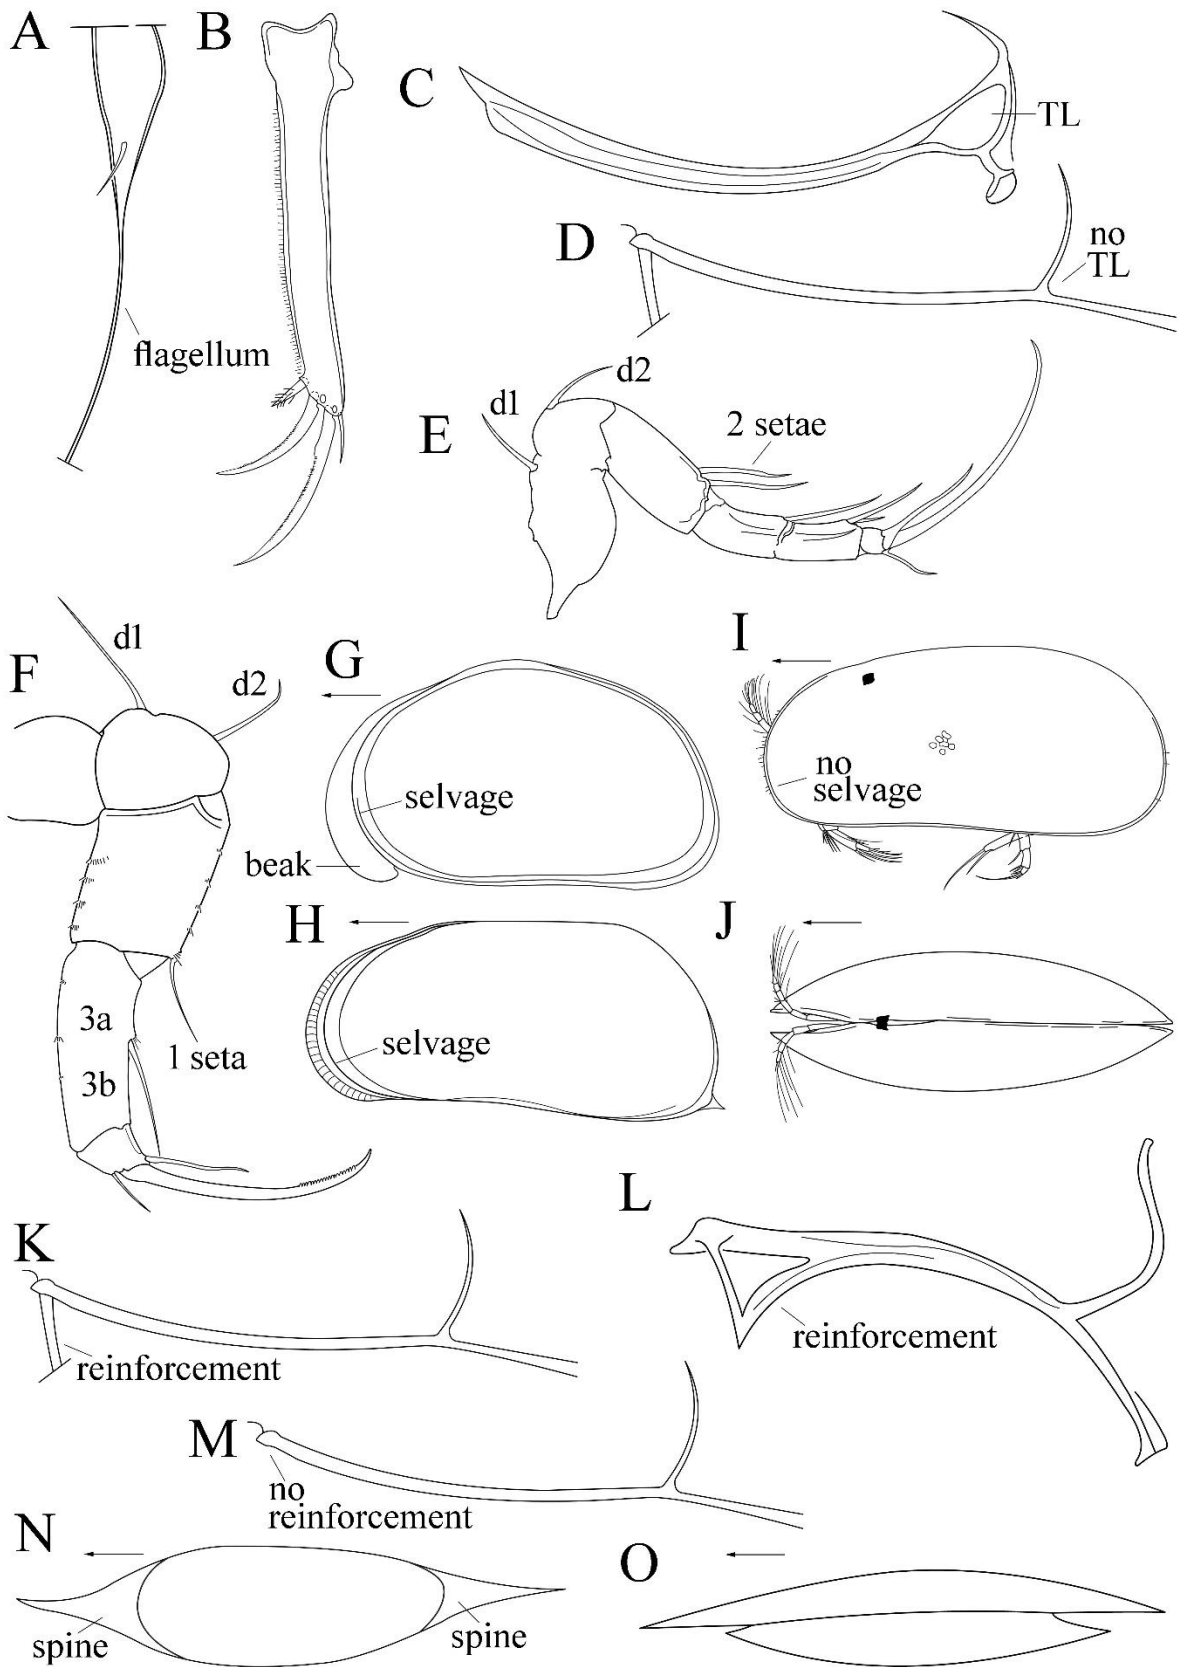 A
B
C
TL
flagellum
D
no
TL
E
d1
d2
2 setae
F
d1
d2
3a
3b
1 seta
G
selvage
beak
H
selvage
I
no
selvage
J
K
reinforcement
L
reinforcement
M
no
reinforcement
N
spine
spine
O